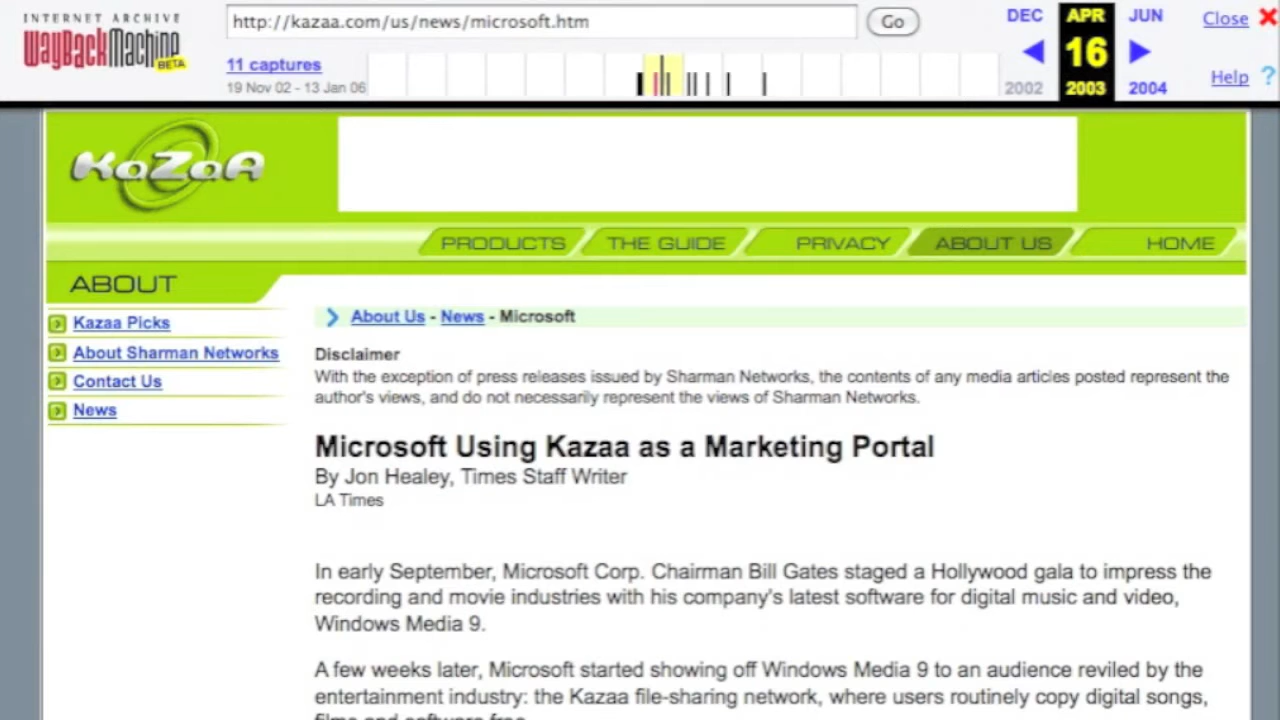 INTERNET ARCHIVE
WayBackMachine
BETA
http://kazaa.com/us/news/microsoft.htm
Go
11 captures
19 Nov 02 - 13 Jan 06
DEC APR JUN
16
2002 2003 2004
Close
Help ?
KaZaA
PRODUCTS THE GUIDE PRIVACY ABOUT US HOME
ABOUT
Kazaa Picks
About Sharman Networks
Contact Us
News
About Us - News - Microsoft
Disclaimer
With the exception of press releases issued by Sharman Networks, the contents of any media articles posted represent the
author's views, and do not necessarily represent the views of Sharman Networks.
Microsoft Using Kazaa as a Marketing Portal
By Jon Healey, Times Staff Writer
LA Times
In early September, Microsoft Corp. Chairman Bill Gates staged a Hollywood gala to impress the
recording and movie industries with his company's latest software for digital music and video,
Windows Media 9.
A few weeks later, Microsoft started showing off Windows Media 9 to an audience reviled by the
entertainment industry: the Kazaa file-sharing network, where users routinely copy digital songs,
films and software free.